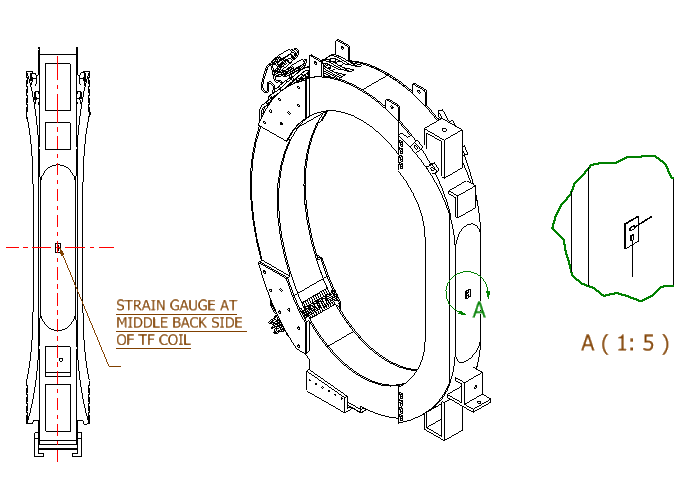 STRAIN GAUGE AT
MIDDLE BACK SIDE
OF TF COIL
A
A ( 1: 5 )